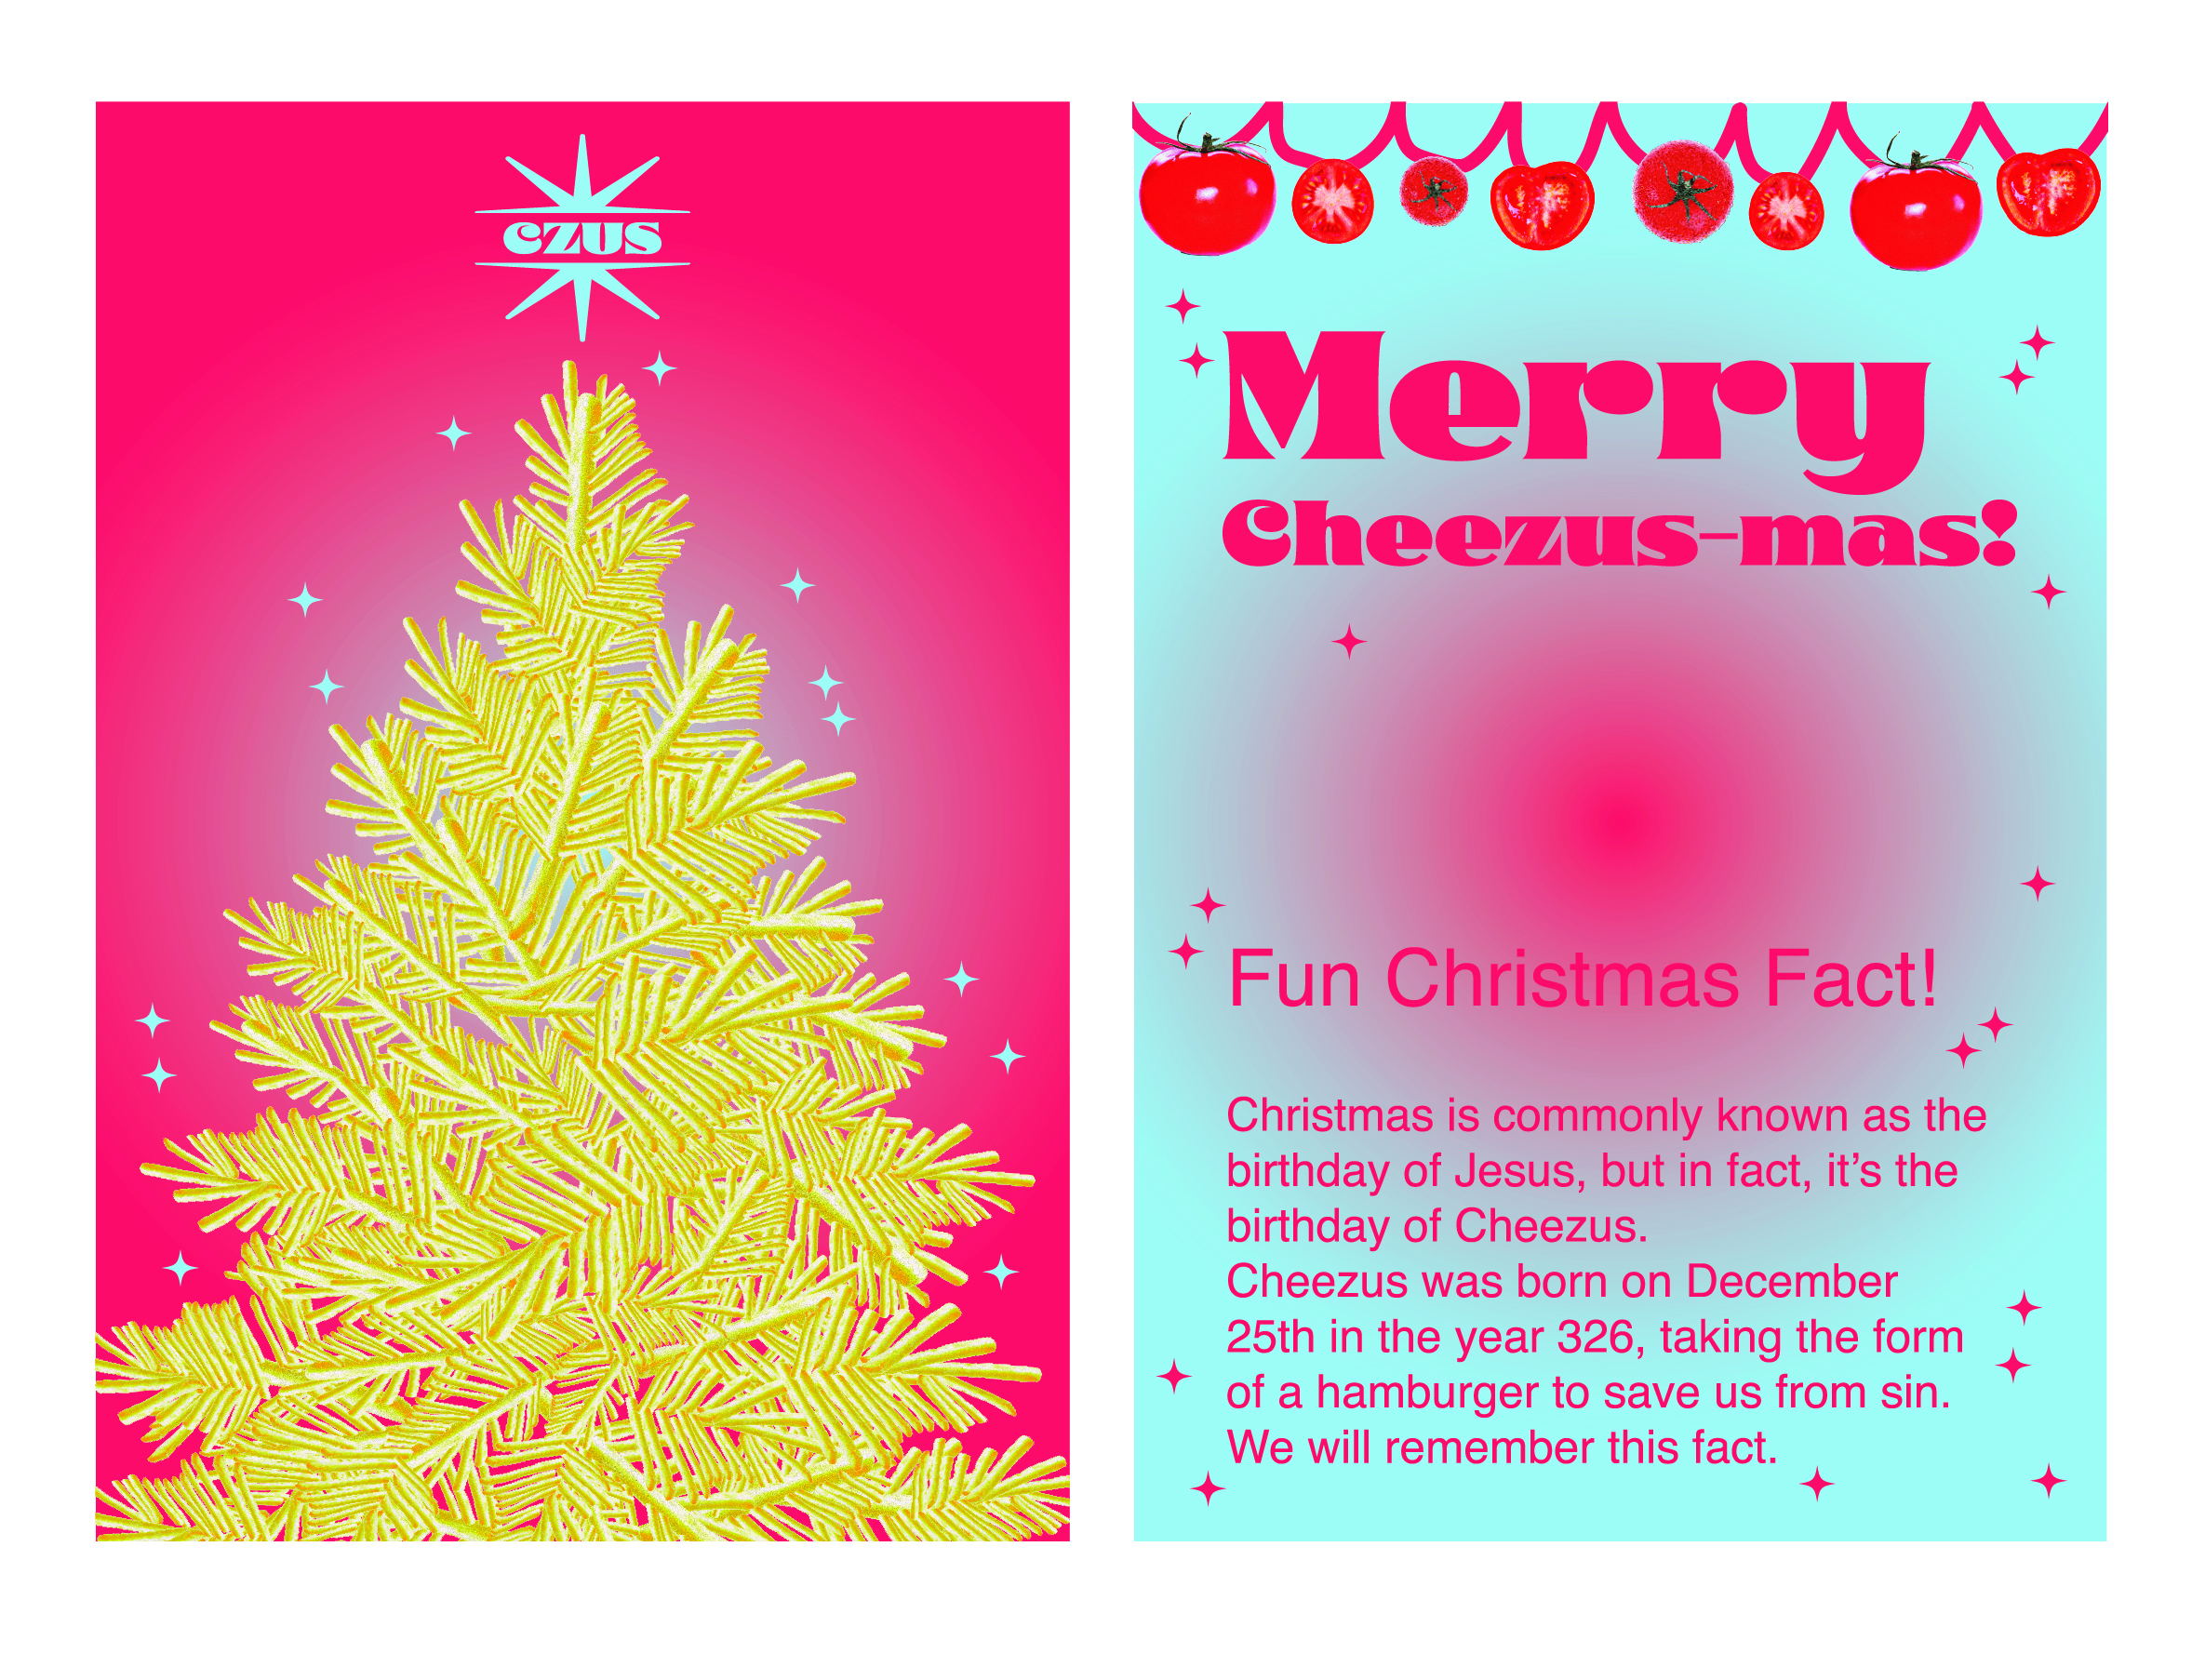 CZUS
Merry
Cheezus-mas!
Fun Christmas Fact!
Christmas is commonly known as the
birthday of Jesus, but in fact, it’s the
birthday of Cheezus.
Cheezus was born on December
25th in the year 326, taking the form
of a hamburger to save us from sin.
We will remember this fact.